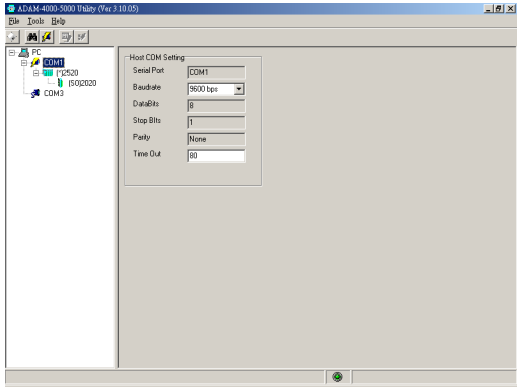 ADAM-4000-5000 Utility (Ver 3.10.05)
File Tools Help
PC
COM1
(*)2520
(S0)2020
COM3
Host COM Setting
Serial Port COM1
Baudrate 9600 bps
DataBits 8
Stop BIts 1
Parity None
Time Out 80